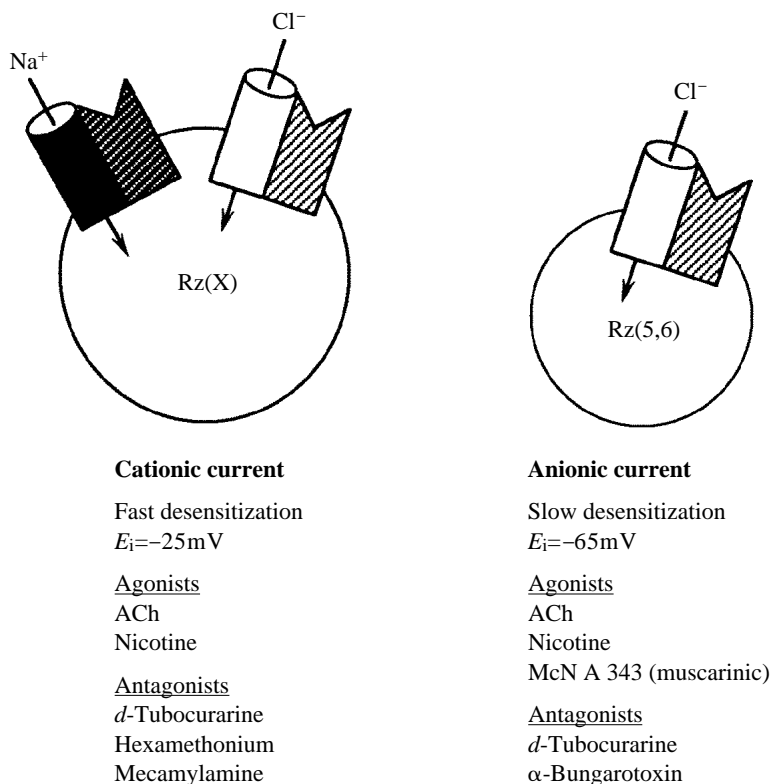 Na⁺
Cl⁻
Rz(X)
Cl⁻
Rz(5,6)
Cationic current
Fast desensitization
Eᵢ=−25mV
Agonists
ACh
Nicotine
Antagonists
d-Tubocurarine
Hexamethonium
Mecamylamine
Anionic current
Slow desensitization
Eᵢ=−65mV
Agonists
ACh
Nicotine
McN A 343 (muscarinic)
Antagonists
d-Tubocurarine
α-Bungarotoxin